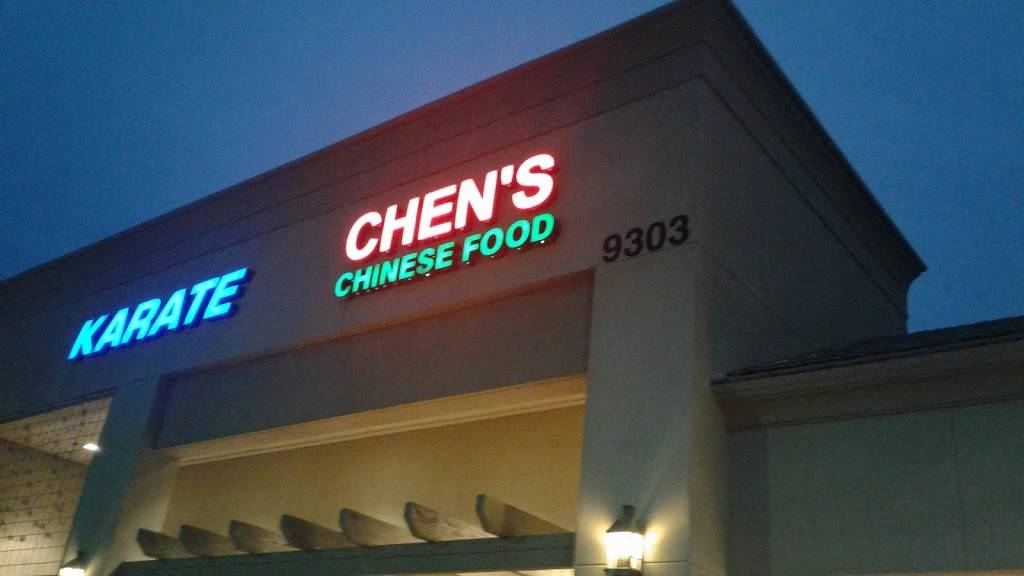 CHEN'S
CHINESE FOOD
9303
KARATE